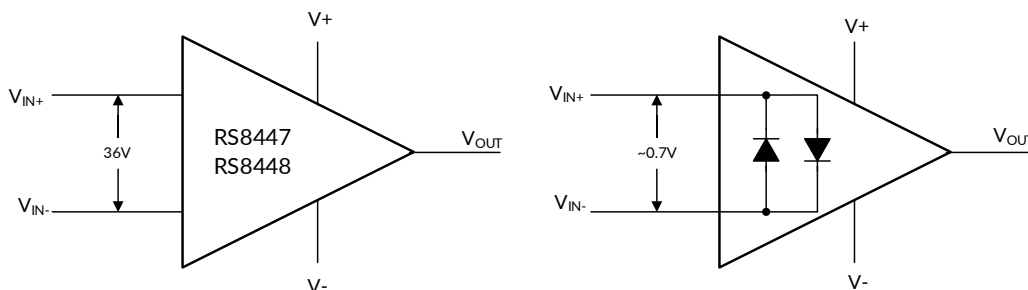 V+ V+
VIN+ VIN+
RS8447
36V ~0.7V
VOUT VOUT
RS8448
VIN- VIN-
V- V-